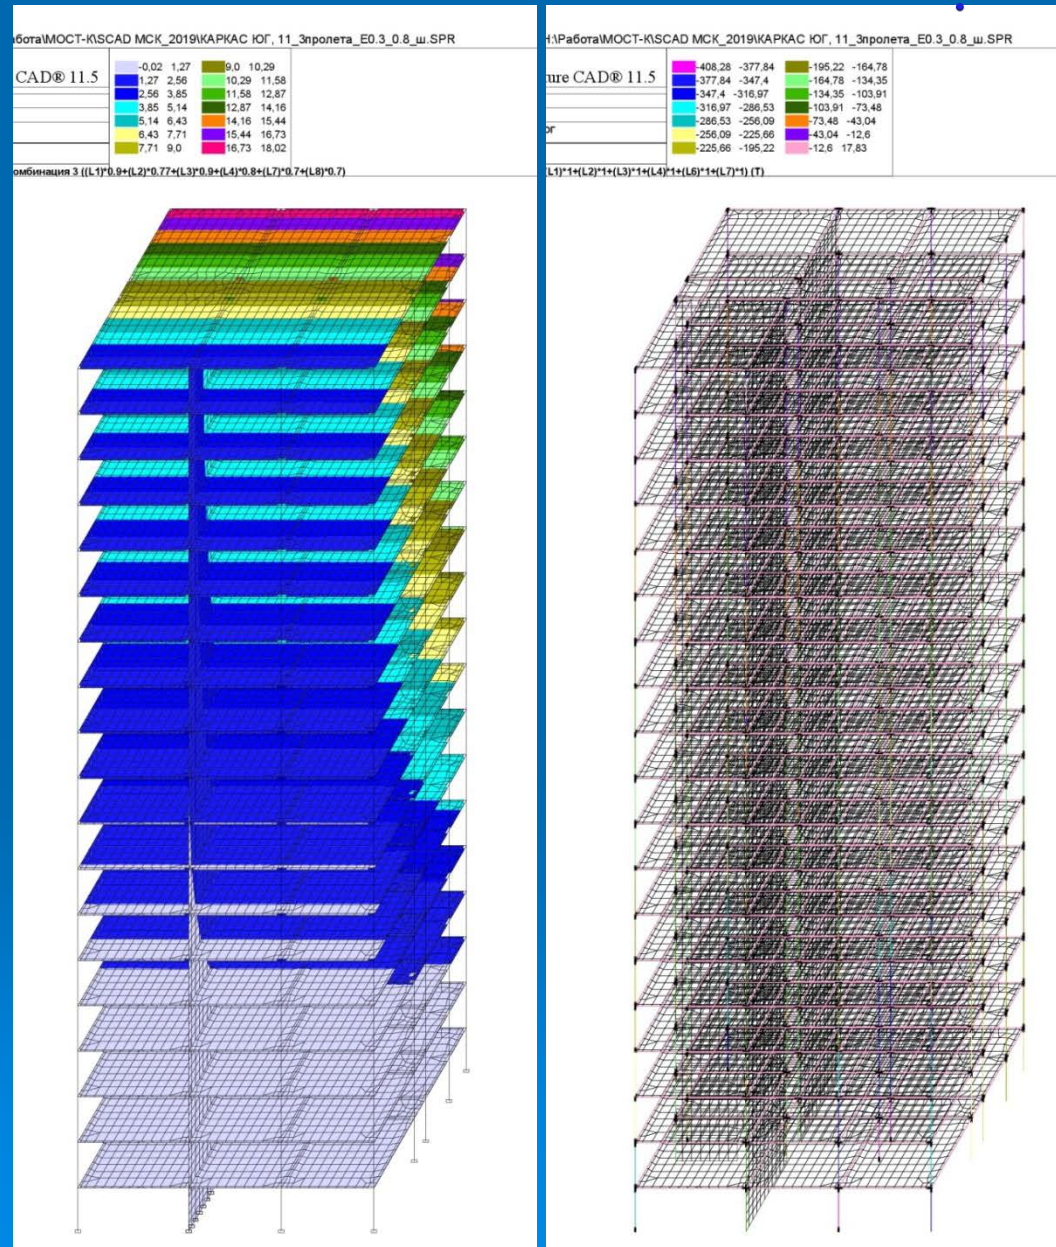 абота\МОСТ-К\SCAD МСК_2019\КАРКАС ЮГ, 11_3пролета_E0.3_0.8_ш.SPR
CAD® 11.5
-0,02 1,27 9,0 10,29
1,27 2,56 10,29 11,58
2,56 3,85 11,58 12,87
3,85 5,14 12,87 14,16
5,14 6,43 14,16 15,44
6,43 7,71 15,44 16,73
7,71 9,0 16,73 18,02
омбинация 3 ((L1)*0.9+(L2)*0.77+(L3)*0.9+(L4)*0.8+(L7)*0.7+(L8)*0.7)
H:\Работа\МОСТ-К\SCAD МСК_2019\КАРКАС ЮГ, 11_3пролета_E0.3_0.8_ш.SPR
ure CAD® 11.5
-408,28 -377,84 -195,22 -164,78
-377,84 -347,4 -164,78 -134,35
-347,4 -316,97 -134,35 -103,91
-316,97 -286,53 -103,91 -73,48
-286,53 -256,09 -73,48 -43,04
-256,09 -225,66 -43,04 -12,6
-225,66 -195,22 -12,6 17,83
ог
(L1)*1+(L2)*1+(L3)*1+(L4)*1+(L6)*1+(L7)*1) (T)